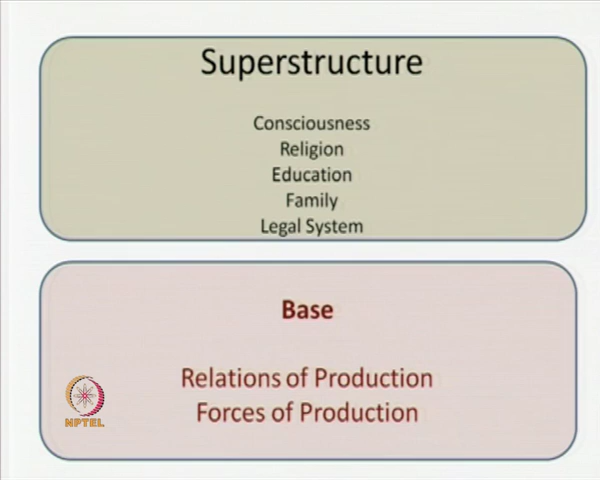 Superstructure
Consciousness
Religion
Education
Family
Legal System
Base
Relations of Production
Forces of Production
NPTEL